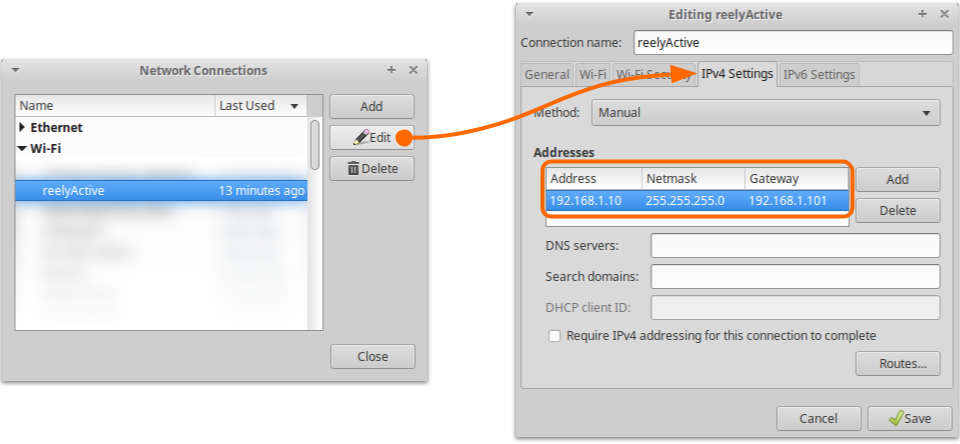 Network Connections
Name Last Used
Ethernet
Wi-Fi
reelyActive 13 minutes ago
Add
Edit
Delete
Close
Editing reelyActive
Connection name: reelyActive
General Wi-Fi Wi-Fi Security IPv4 Settings IPv6 Settings
Method: Manual
Addresses
Address Netmask Gateway
192.168.1.10 255.255.255.0 192.168.1.101
Add
Delete
DNS servers:
Search domains:
DHCP client ID:
Require IPv4 addressing for this connection to complete
Routes...
Cancel Save